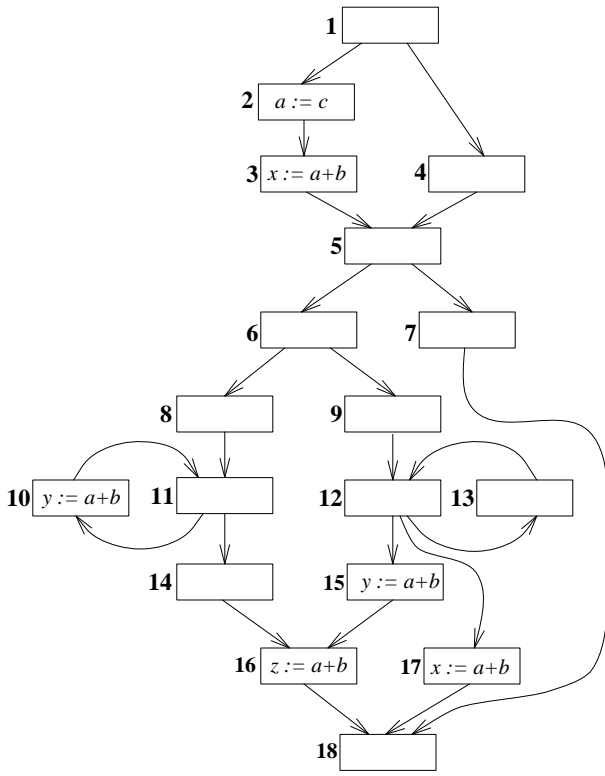 1
2 a := c
3 x := a+b 4
5
6 7
8 9
10 y := a+b 11 12 13
14 15 y := a+b
16 z := a+b 17 x := a+b
18